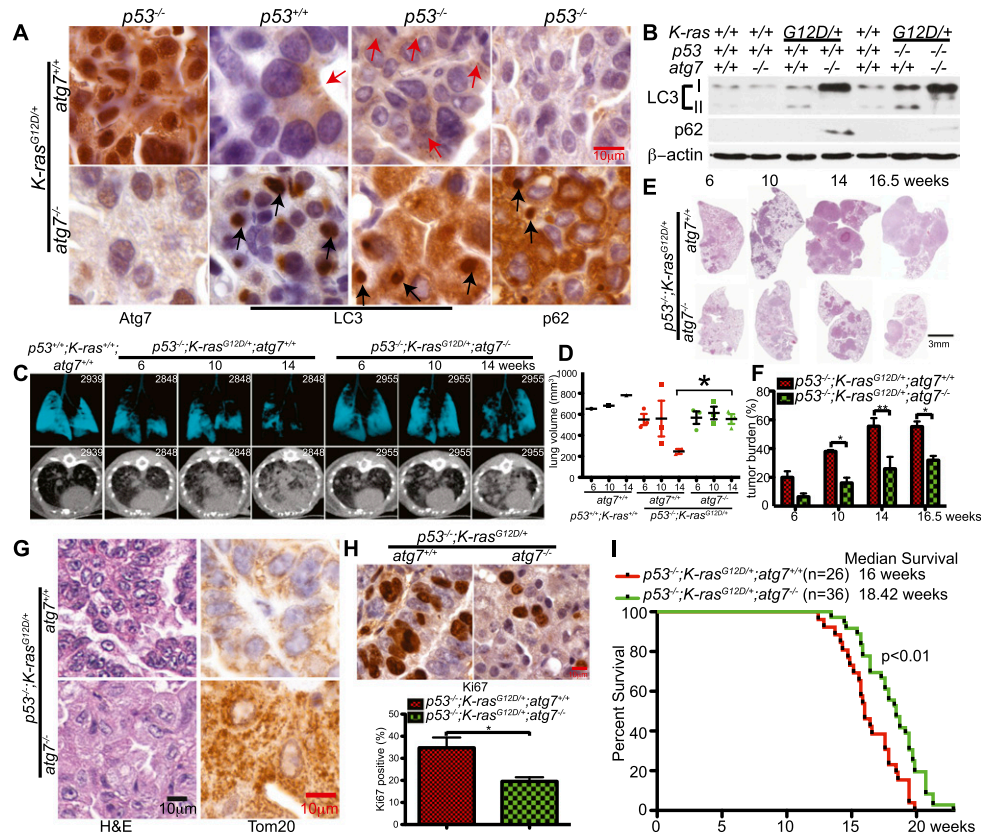 A
p53-/- p53+/+ p53-/- p53-/-
K-rasG12D/+
atg7+/+
atg7-/-
10μm
Atg7 LC3 p62
B
K-ras +/+ +/+ G12D/+ +/+ G12D/+
p53 +/+ +/+ +/+ +/+ +/+ -/- -/-
atg7 +/+ -/- +/+ -/- +/+ +/+ -/-
LC3 I
II
p62
β−actin
6 10 14 16.5 weeks
E
p53-/-;K-rasG12D/+
atg7+/+
atg7-/-
3mm
p53+/+;K-ras+/+; p53-/-;K-rasG12D/+;atg7+/+ p53-/-;K-rasG12D/+;atg7-/-
atg7+/+ 6 10 14 6 10 14 weeks
C
2939 2848 2848 2848 2955 2955 2955
2939 2848 2848 2848 2955 2955 2955
D
lung volume (mm3)
1000
800
600
400
200
0
*
6 10 14 6 10 14 6 10 14
atg7+/+ atg7+/+ atg7-/-
p53+/+;K-ras+/+ p53-/-;K-rasG12D/+
F
p53-/-;K-rasG12D/+;atg7+/+
p53-/-;K-rasG12D/+;atg7-/-
tumor burden (%)
80
60
40
20
0
* ** *
6 10 14 16.5 weeks
G
p53-/-;K-rasG12D/+
atg7+/+
atg7-/-
10μm 10μm
H&E Tom20
H
p53-/-;K-rasG12D/+
atg7+/+ atg7-/-
10μm
Ki67
p53-/-;K-rasG12D/+;atg7+/+
p53-/-;K-rasG12D/+;atg7-/-
Ki67 positive (%)
50
40
30
20
10
0
*
I
Median Survival
p53-/-;K-rasG12D/+;atg7+/+ (n=26) 16 weeks
p53-/-;K-rasG12D/+;atg7-/- (n=36) 18.42 weeks
p<0.01
Percent Survival
100
80
60
40
20
0
0 5 10 15 20 weeks